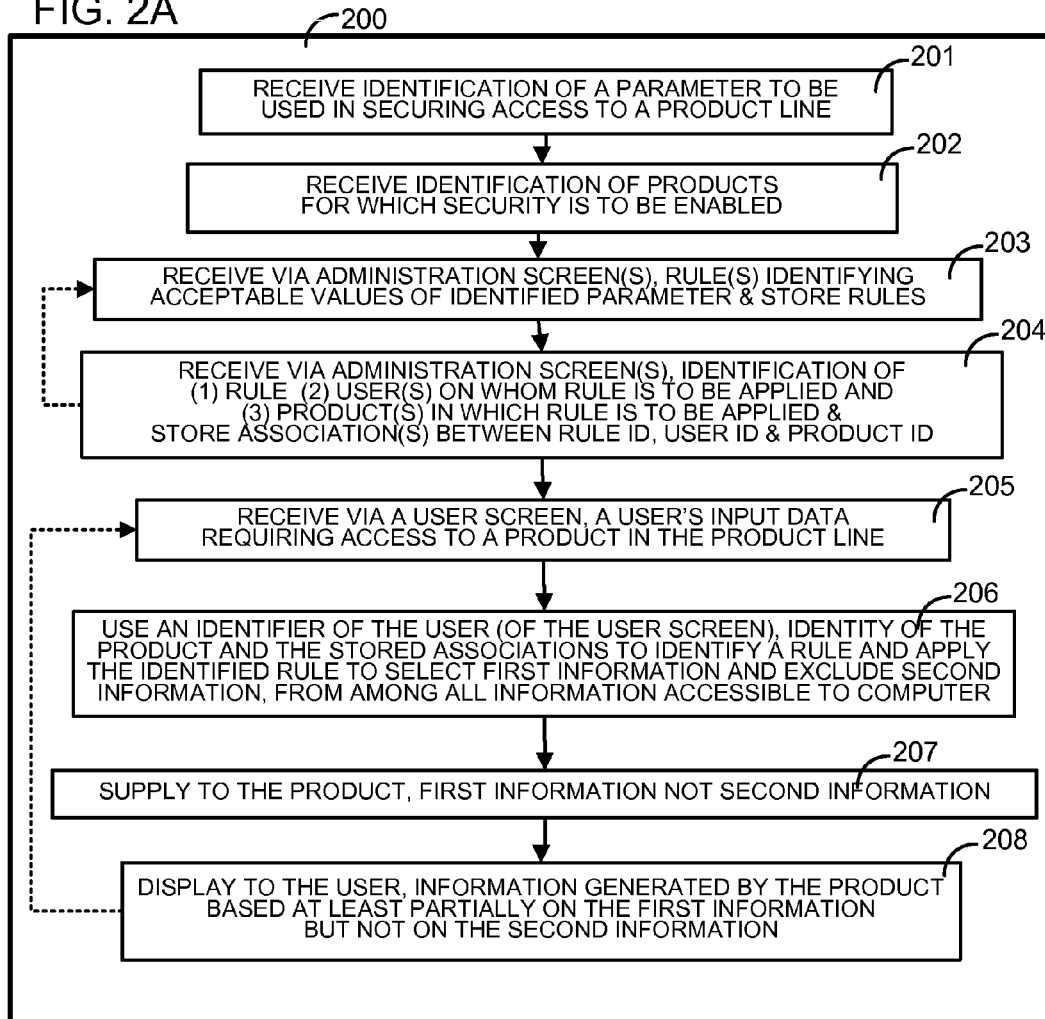 FIG. 2A
200
201
RECEIVE IDENTIFICATION OF A PARAMETER TO BE
USED IN SECURING ACCESS TO A PRODUCT LINE
202
RECEIVE IDENTIFICATION OF PRODUCTS
FOR WHICH SECURITY IS TO BE ENABLED
203
RECEIVE VIA ADMINISTRATION SCREEN(S), RULE(S) IDENTIFYING
ACCEPTABLE VALUES OF IDENTIFIED PARAMETER & STORE RULES
204
RECEIVE VIA ADMINISTRATION SCREEN(S), IDENTIFICATION OF
(1) RULE (2) USER(S) ON WHOM RULE IS TO BE APPLIED AND
(3) PRODUCT(S) IN WHICH RULE IS TO BE APPLIED &
STORE ASSOCIATION(S) BETWEEN RULE ID, USER ID & PRODUCT ID
205
RECEIVE VIA A USER SCREEN, A USER'S INPUT DATA
REQUIRING ACCESS TO A PRODUCT IN THE PRODUCT LINE
206
USE AN IDENTIFIER OF THE USER (OF THE USER SCREEN), IDENTITY OF THE
PRODUCT AND THE STORED ASSOCIATIONS TO IDENTIFY A RULE AND APPLY
THE IDENTIFIED RULE TO SELECT FIRST INFORMATION AND EXCLUDE SECOND
INFORMATION, FROM AMONG ALL INFORMATION ACCESSIBLE TO COMPUTER
207
SUPPLY TO THE PRODUCT, FIRST INFORMATION NOT SECOND INFORMATION
208
DISPLAY TO THE USER, INFORMATION GENERATED BY THE PRODUCT
BASED AT LEAST PARTIALLY ON THE FIRST INFORMATION
BUT NOT ON THE SECOND INFORMATION